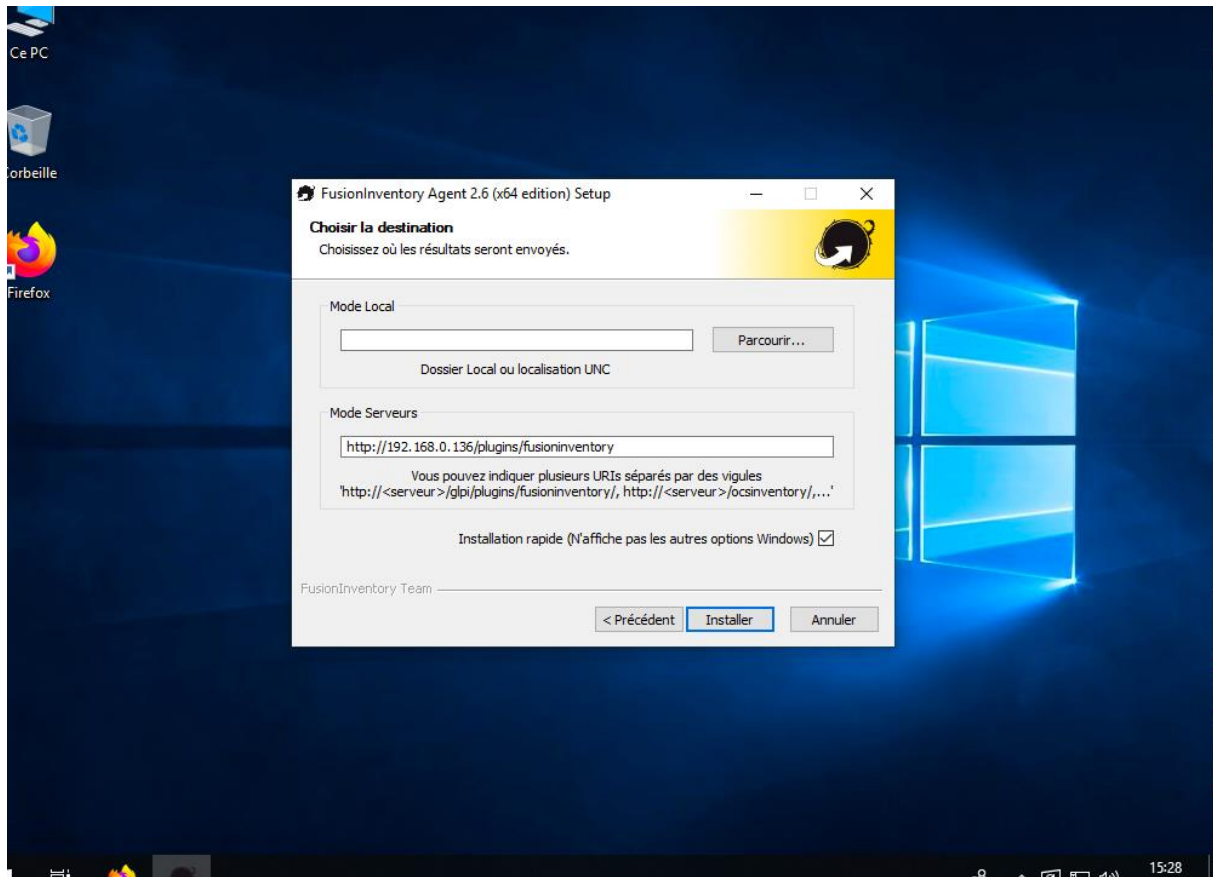 Ce PC
Corbeille
Firefox
FusionInventory Agent 2.6 (x64 edition) Setup
Choisir la destination
Choisissez où les résultats seront envoyés.
Mode Local
Parcourir...
Dossier Local ou localisation UNC
Mode Serveurs
http://192.168.0.136/plugins/fusioninventory
Vous pouvez indiquer plusieurs URIs séparés par des vigules
'http://<serveur>/glpi/plugins/fusioninventory/, http://<serveur>/ocsinventory/,...'
Installation rapide (N'affiche pas les autres options Windows)
FusionInventory Team
< Précédent Installer Annuler
15:28